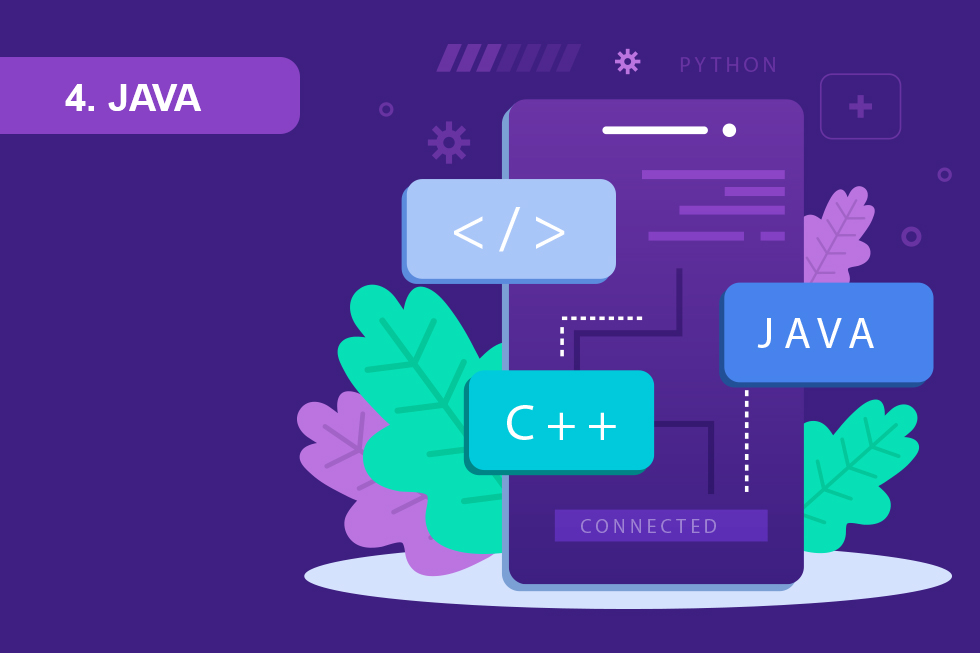 4. JAVA
PYTHON
</>
JAVA
C++
CONNECTED